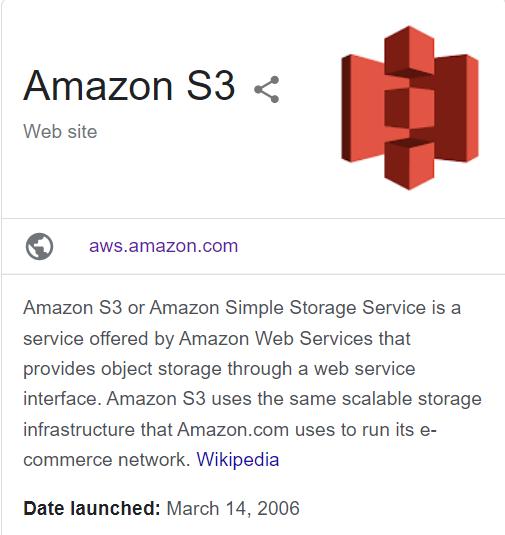 Amazon S3
Web site
aws.amazon.com
Amazon S3 or Amazon Simple Storage Service is a
service offered by Amazon Web Services that
provides object storage through a web service
interface. Amazon S3 uses the same scalable storage
infrastructure that Amazon.com uses to run its e-
commerce network. Wikipedia
Date launched: March 14, 2006